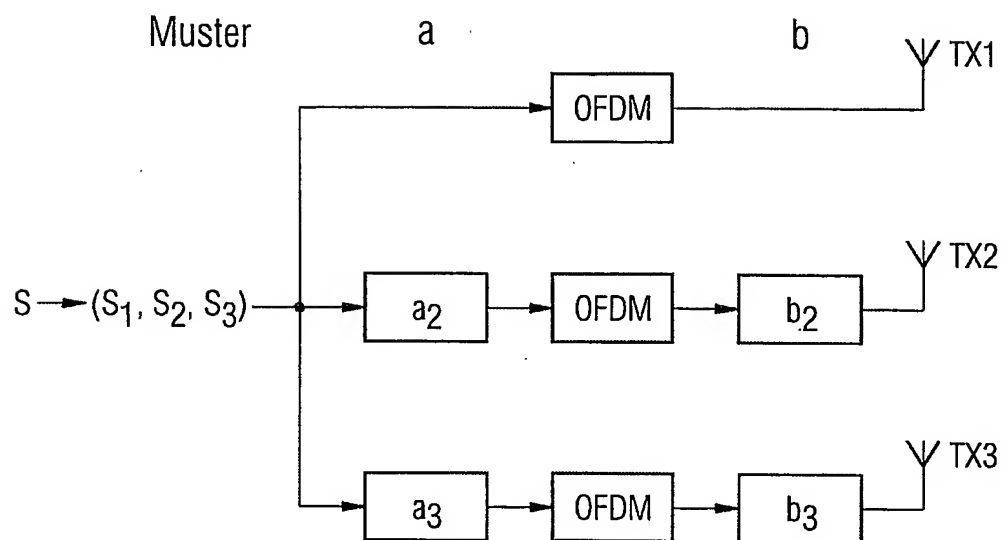 Muster a b
TX1
OFDM
TX2
S → (S₁, S₂, S₃) a₂ OFDM b₂
TX3
a₃ OFDM b₃